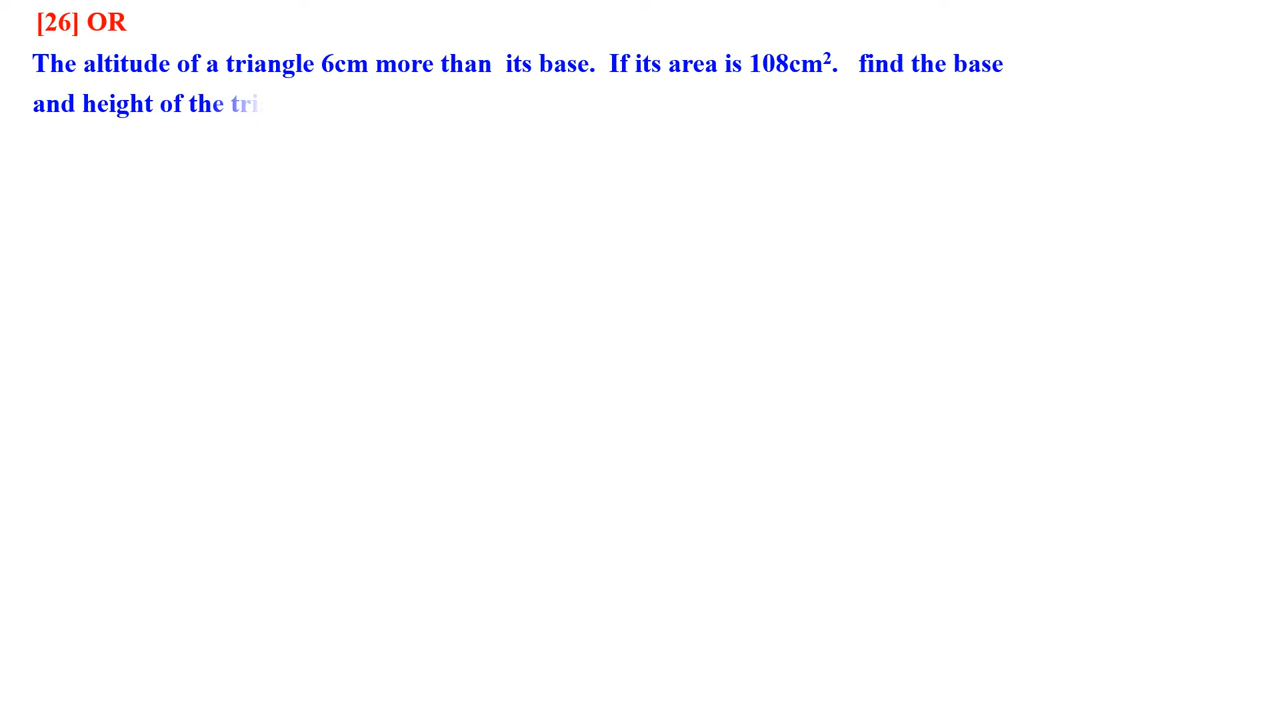 [26] OR
The altitude of a triangle 6cm more than its base. If its area is 108cm². find the base
and height of the